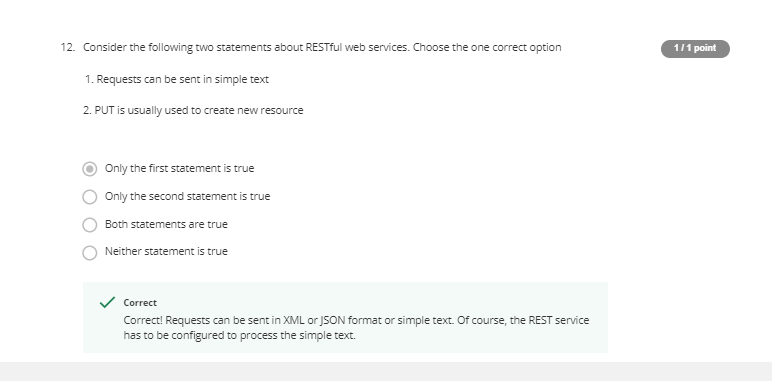 12. Consider the following two statements about RESTful web services. Choose the one correct option
1 / 1 point
1. Requests can be sent in simple text
2. PUT is usually used to create new resource
Only the first statement is true
Only the second statement is true
Both statements are true
Neither statement is true
Correct
Correct! Requests can be sent in XML or JSON format or simple text. Of course, the REST service
has to be configured to process the simple text.